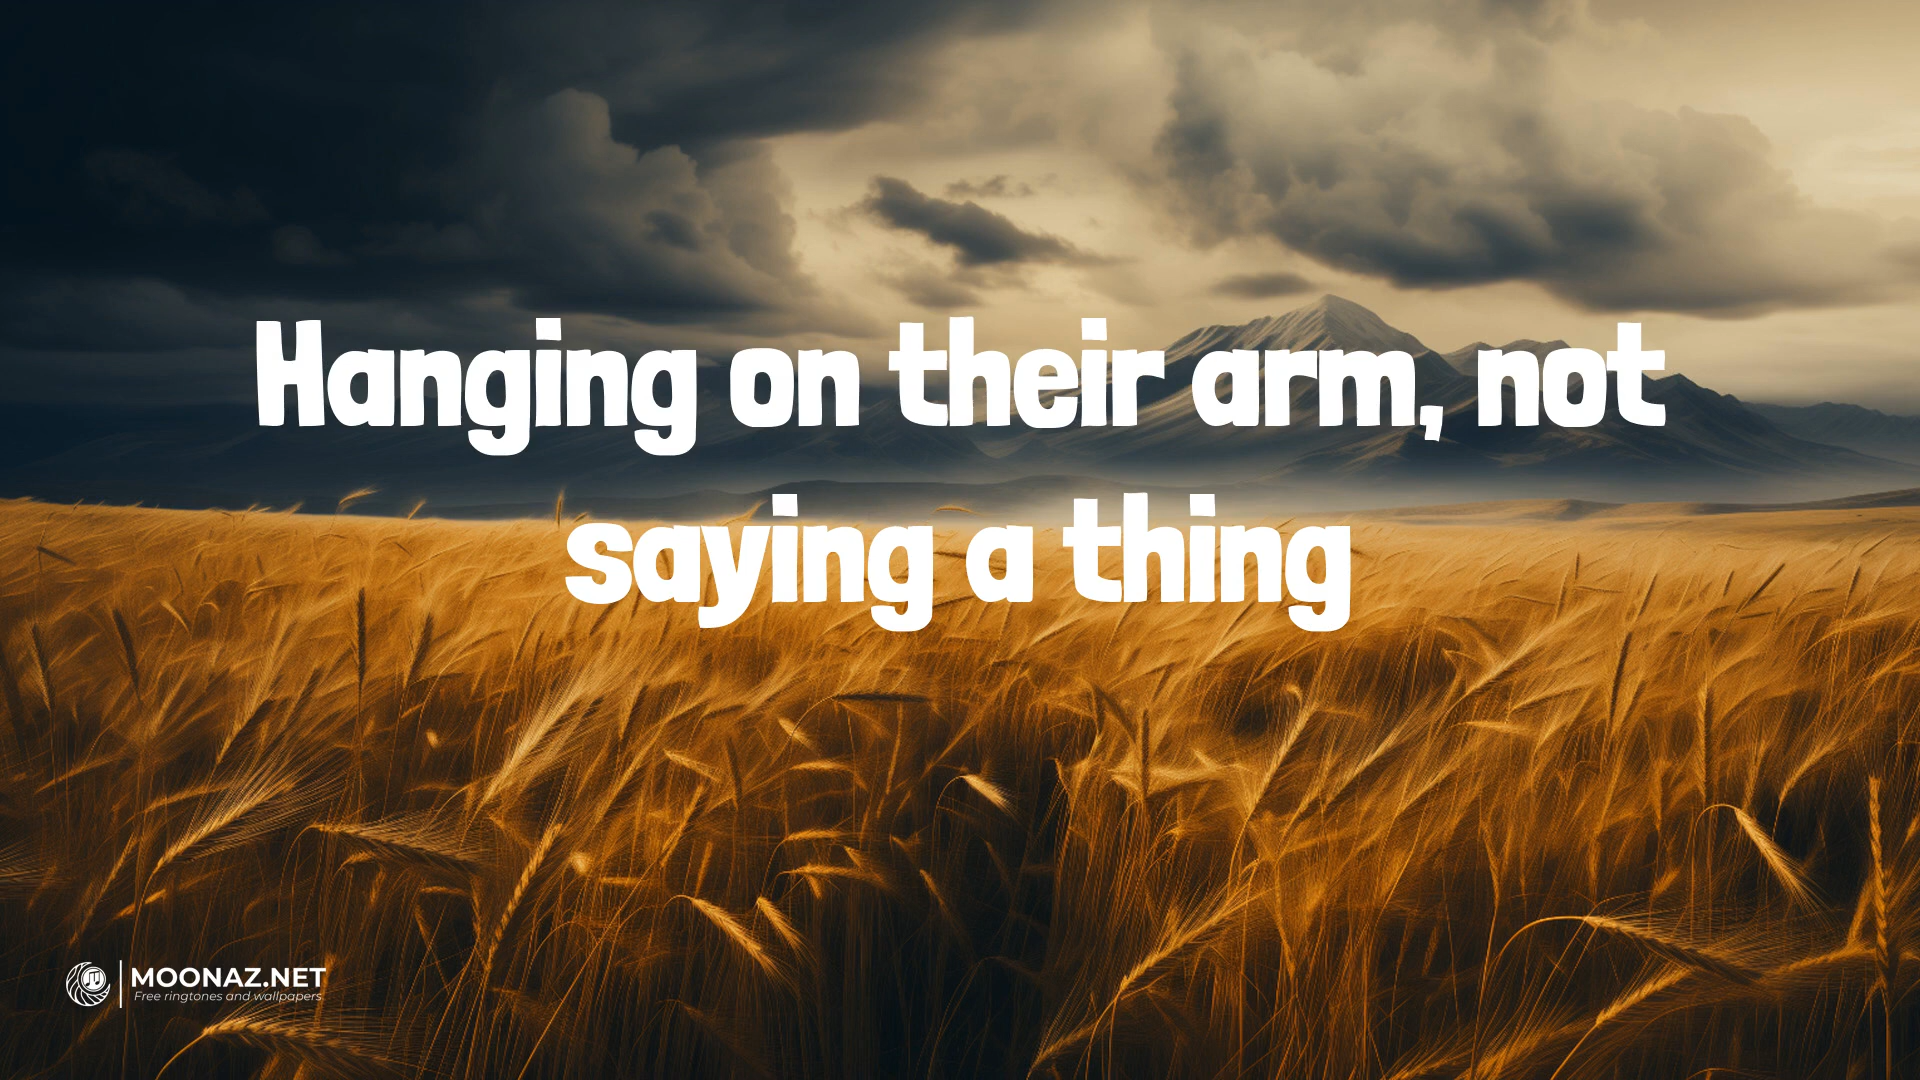 Hanging on their arm, not
saying a thing
MOONAZ.NET
Free ringtones and wallpapers